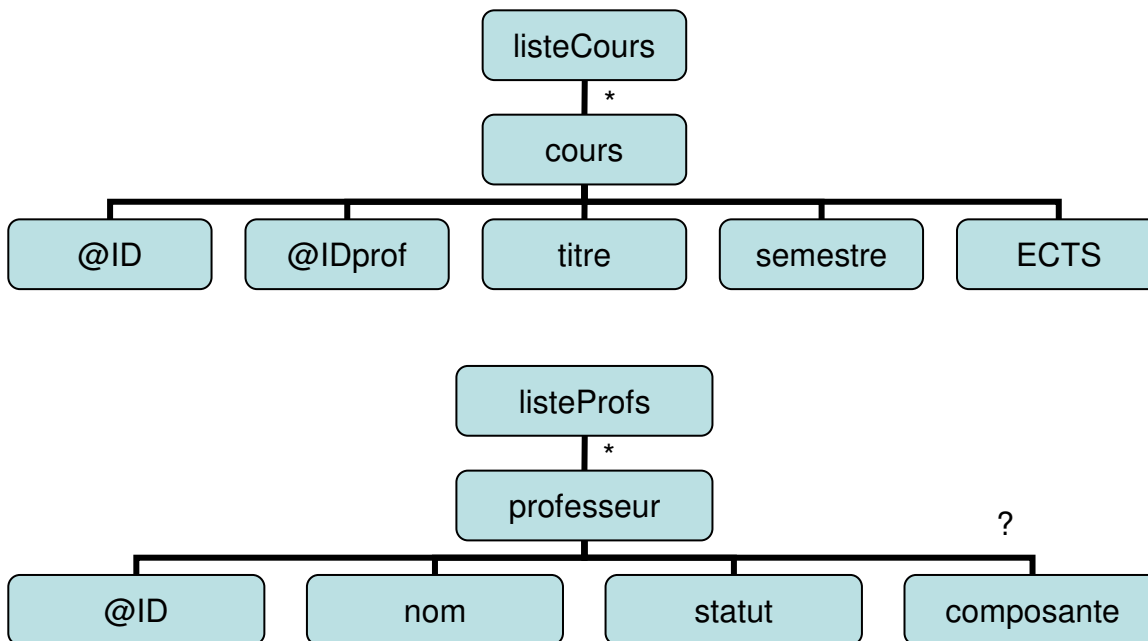 listeCours
*
cours
@ID @IDprof titre semestre ECTS
listeProfs
*
professeur
?
@ID nom statut composante